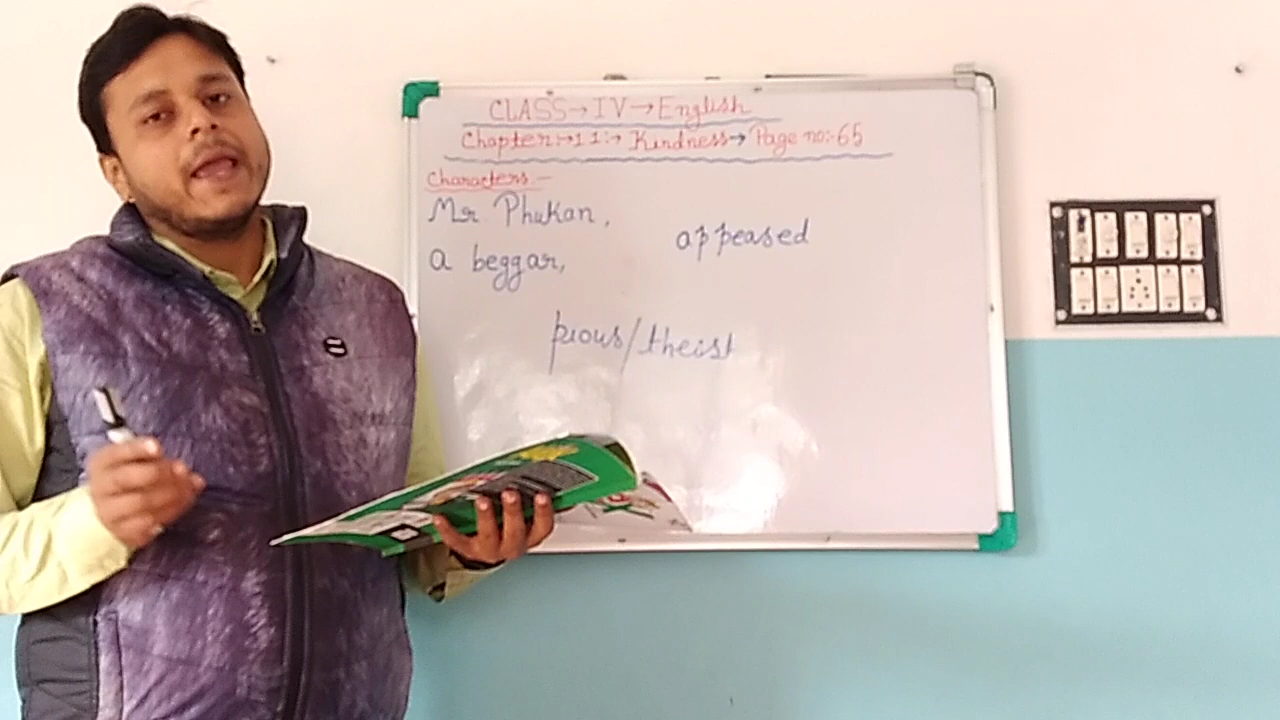 CLASS→IV→English
Chapter:→11:→ Kindness→ Page no:-65
Characters:-
Mr Phukan,
a beggar,
appeased
pious/theist